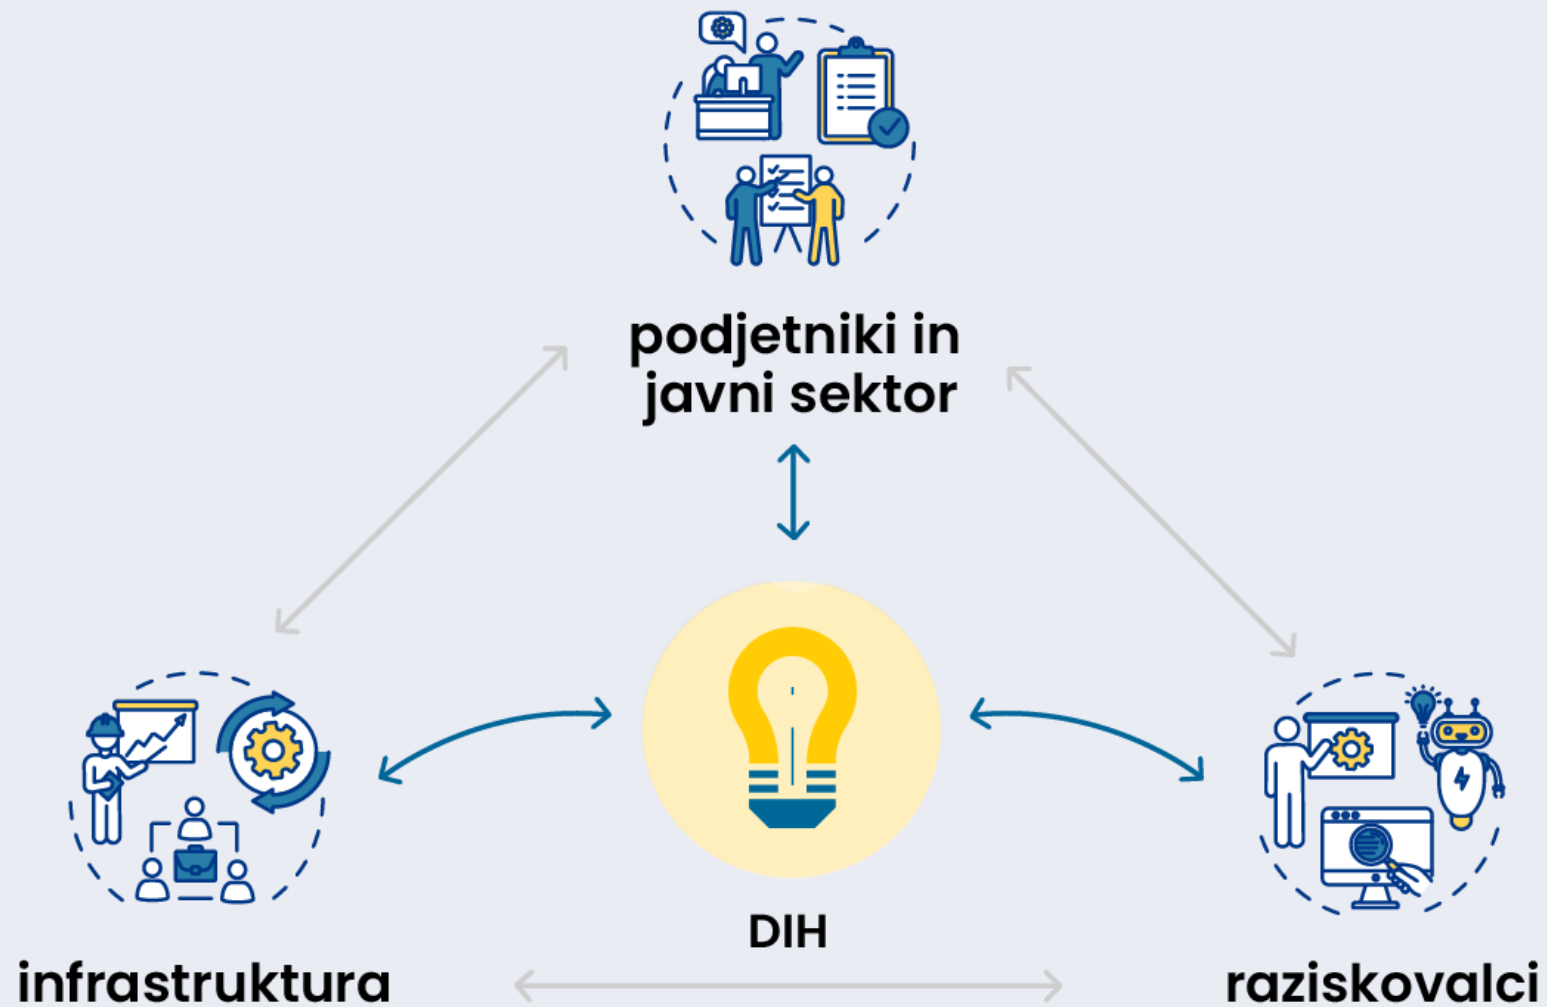 podjetniki in
javni sektor
DIH
infrastruktura
raziskovalci